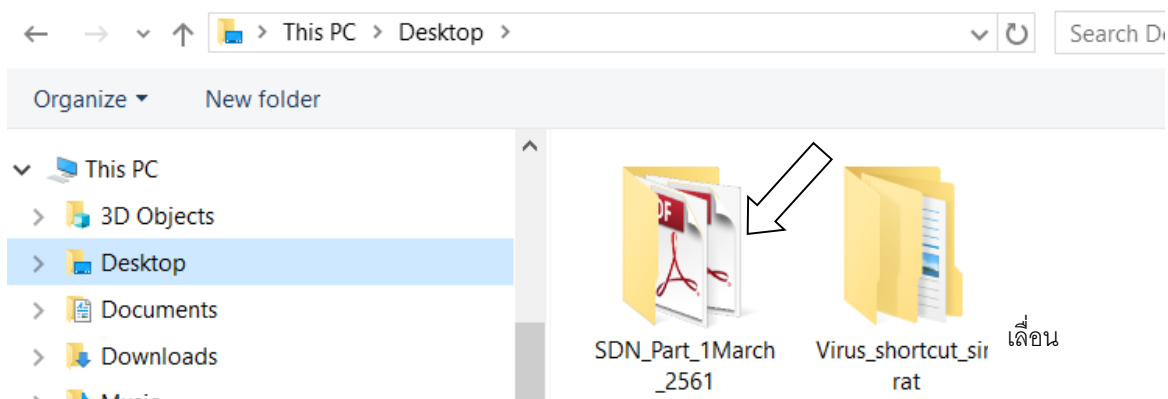 This PC > Desktop >
Search De
Organize
New folder
This PC
3D Objects
Desktop
Documents
Downloads
Music
SDN_Part_1March
_2561
Virus_shortcut_sir
rat
เลื่อน